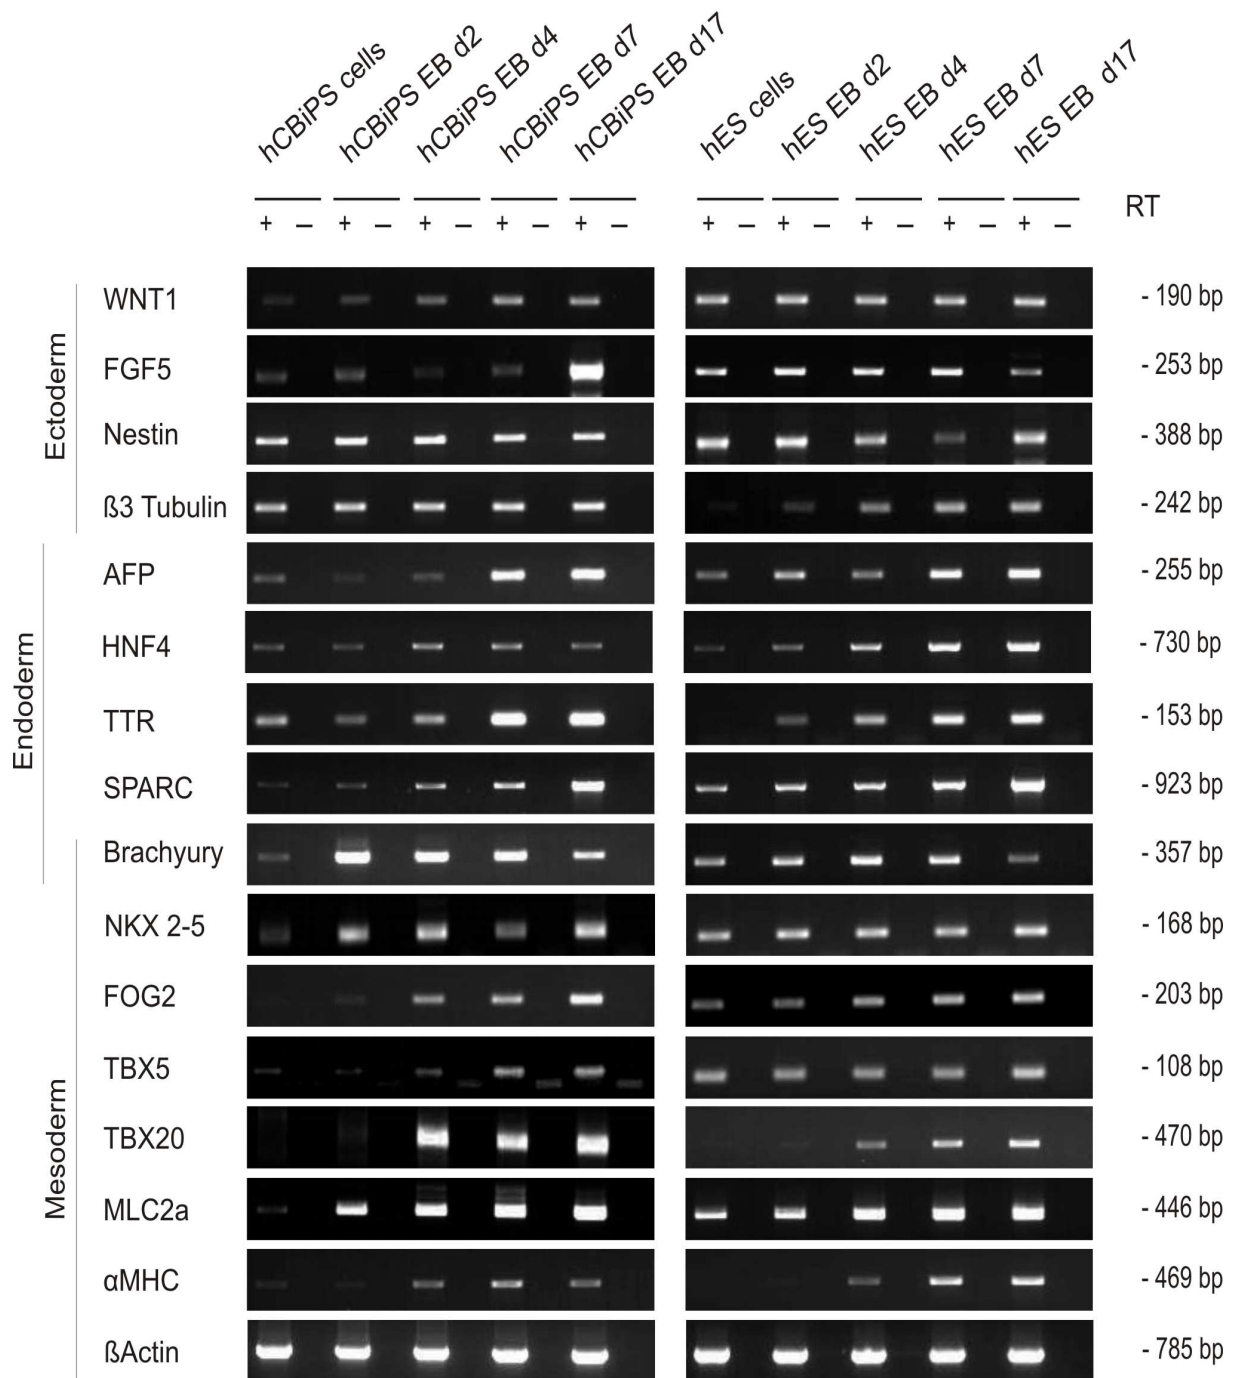 hCBiPS cells hCBiPS EB d2 hCBiPS EB d4 hCBiPS EB d7 hCBiPS EB d17 hES cells hES EB d2 hES EB d4 hES EB d7 hES EB d17
RT
+ – + – + – + – + – + – + – + – + – + –
Ectoderm
WNT1 - 190 bp
FGF5 - 253 bp
Nestin - 388 bp
ß3 Tubulin - 242 bp
Endoderm
AFP - 255 bp
HNF4 - 730 bp
TTR - 153 bp
SPARC - 923 bp
Brachyury - 357 bp
Mesoderm
NKX 2-5 - 168 bp
FOG2 - 203 bp
TBX5 - 108 bp
TBX20 - 470 bp
MLC2a - 446 bp
αMHC - 469 bp
ßActin - 785 bp